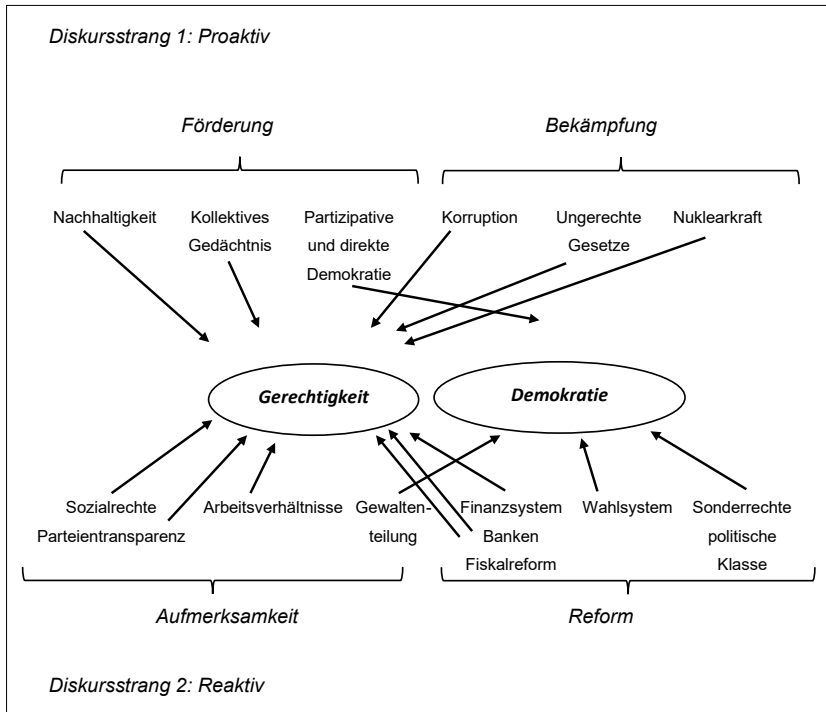 Diskursstrang 1: Proaktiv
Förderung
Bekämpfung
Nachhaltigkeit
Kollektives
Gedächtnis
Partizipative
und direkte
Demokratie
Korruption
Ungerechte
Gesetze
Nuklearkraft
Gerechtigkeit
Demokratie
Sozialrechte
Parteientransparenz
Arbeitsverhältnisse
Gewalten-
teilung
Finanzsystem
Banken
Fiskalreform
Wahlsystem
Sonderrechte
politische
Klasse
Aufmerksamkeit
Reform
Diskursstrang 2: Reaktiv